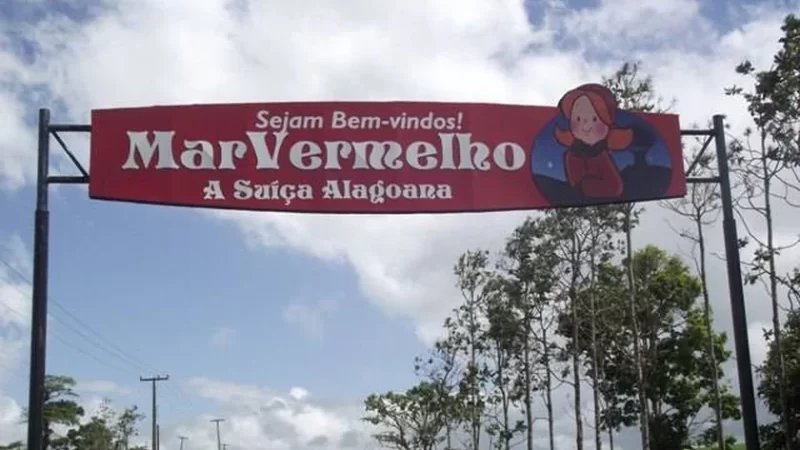 Sejam Bem-vindos!
MarVermelho
A Suíça Alagoana